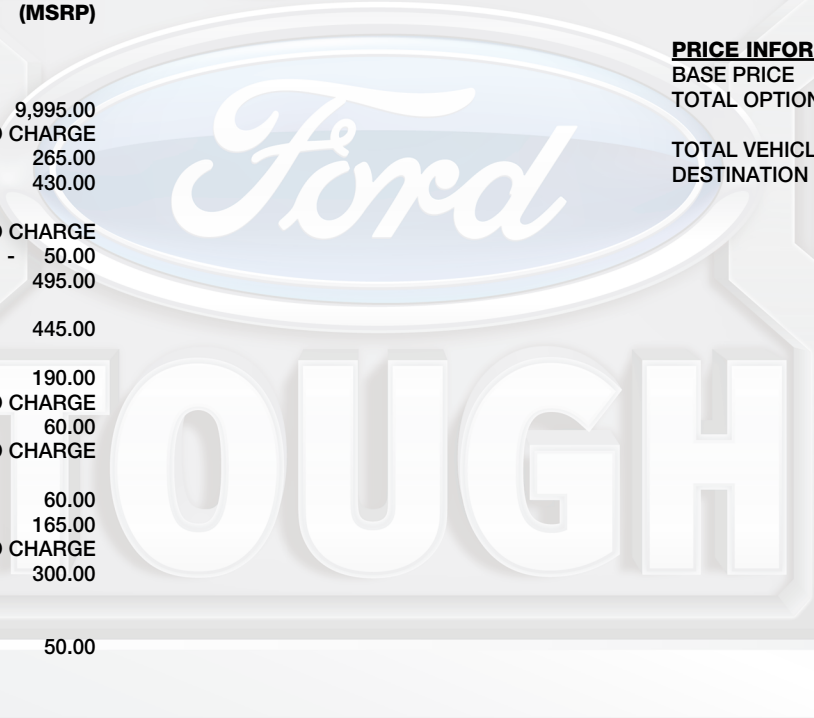 (MSRP)
9,995.00
CHARGE
265.00
430.00
CHARGE
- 50.00
495.00
445.00
190.00
CHARGE
60.00
CHARGE
60.00
165.00
CHARGE
300.00
50.00
PRICE INFOR
BASE PRICE
TOTAL OPTION
TOTAL VEHICL
DESTINATION
Ford
TOUGH